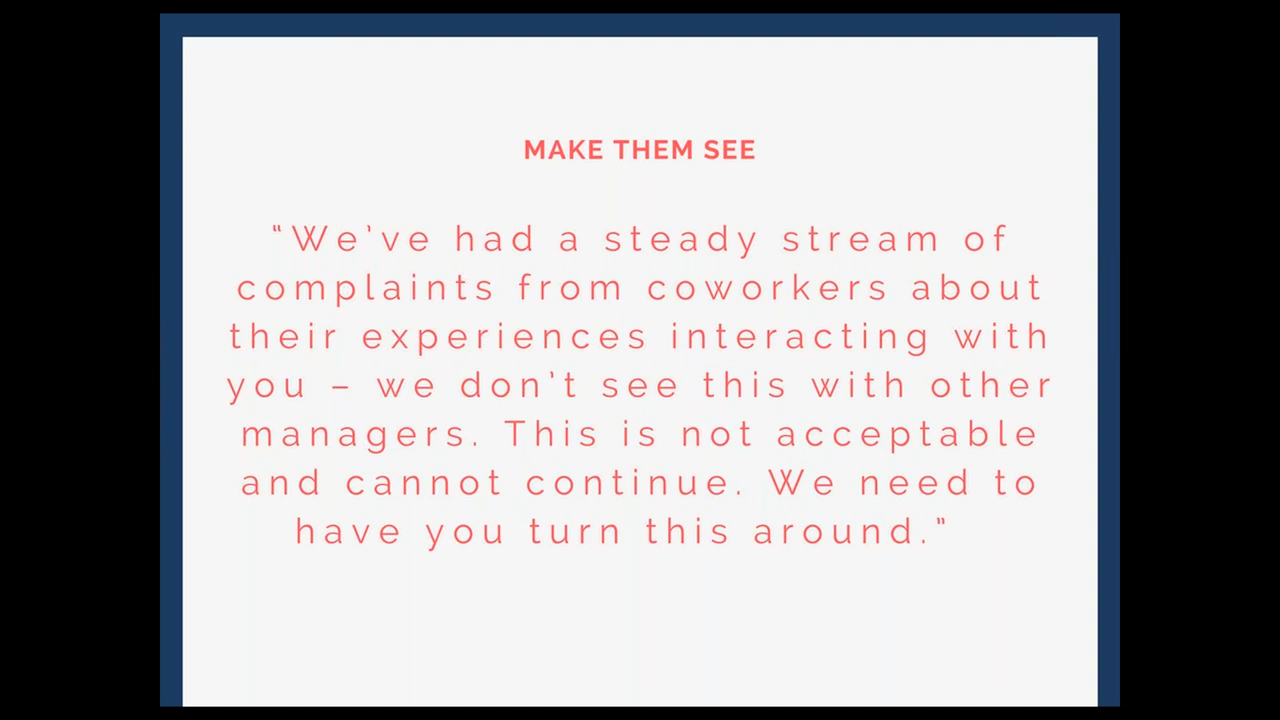 MAKE THEM SEE
“We’ve had a steady stream of
complaints from coworkers about
their experiences interacting with
you – we don’t see this with other
managers. This is not acceptable
and cannot continue. We need to
have you turn this around.”